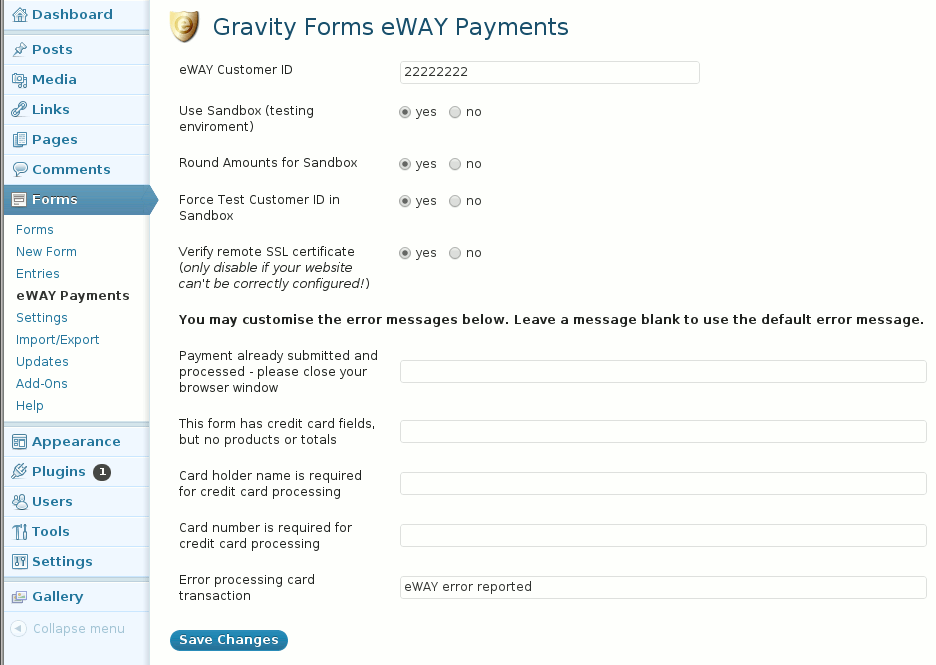 Dashboard
Posts
Media
Links
Pages
Comments
Forms
Forms
New Form
Entries
eWAY Payments
Settings
Import/Export
Updates
Add-Ons
Help
Appearance
Plugins 1
Users
Tools
Settings
Gallery
Collapse menu
Gravity Forms eWAY Payments
eWAY Customer ID
22222222
Use Sandbox (testing
enviroment)
yes no
Round Amounts for Sandbox
yes no
Force Test Customer ID in
Sandbox
yes no
Verify remote SSL certificate
(only disable if your website
can't be correctly configured!)
yes no
You may customise the error messages below. Leave a message blank to use the default error message.
Payment already submitted and
processed - please close your
browser window
This form has credit card fields,
but no products or totals
Card holder name is required
for credit card processing
Card number is required for
credit card processing
Error processing card
transaction
eWAY error reported
Save Changes